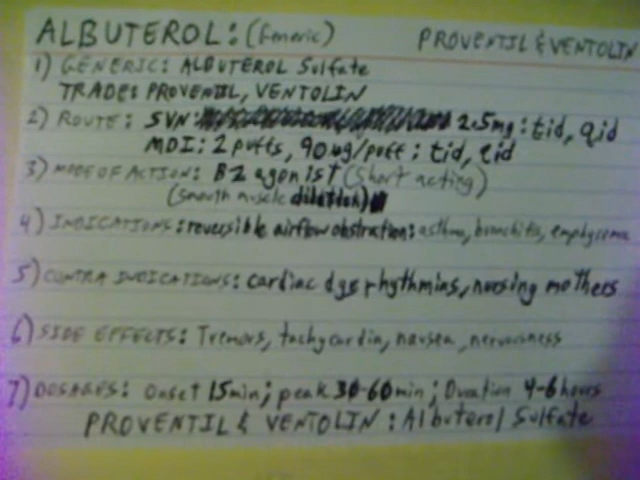 ALBUTEROL: (Generic) PROVENTIL & VENTOLIN
1) GENERIC: ALBUTEROL Sulfate
TRADE: PROVENTIL, VENTOLIN
2) ROUTE: SVN: 2.5mg: tid, qid
MDI: 2 puffs, 90ug/puff: tid, qid
3) MODE OF ACTION: B2 agonist (Short acting)
(smooth muscle dilation)
4) INDICATIONS: reversible airflow obstration: asthma, bronchitis, emphysema
5) CONTRA INDICATIONS: cardiac dysrhythmias, nursing mothers
6) SIDE EFFECTS: Tremors, tachycardia, nausea, nervousness
7) DOSAGES: Onset 15min; peak 30-60min; Duration 4-6 hours
PROVENTIL & VENTOLIN: Albuterol Sulfate